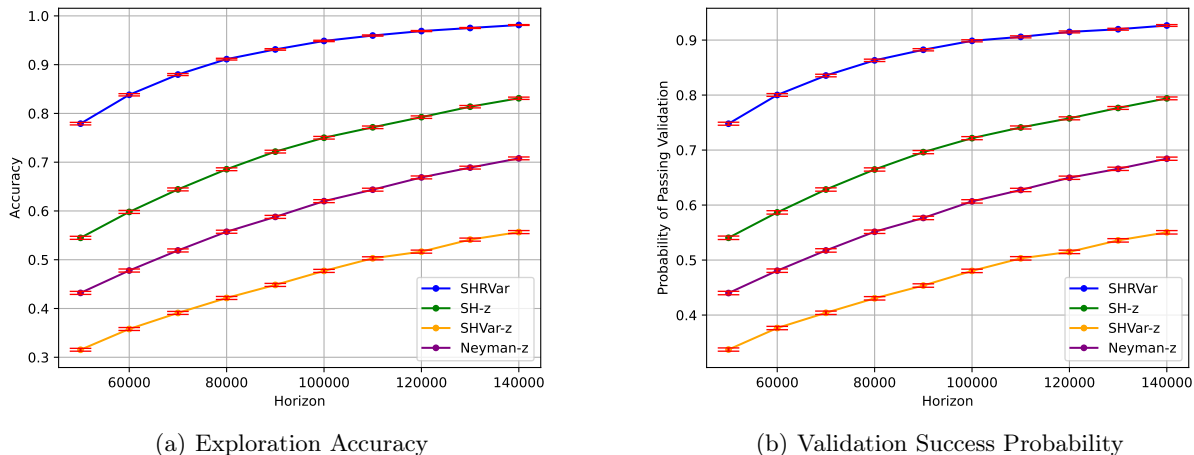 1.0
0.9
0.8
0.7
0.6
0.5
0.4
0.3
Accuracy
60000 80000 100000 120000 140000
Horizon
SHRVar
SH-z
SHVar-z
Neyman-z
(a) Exploration Accuracy
0.9
0.8
0.7
0.6
0.5
0.4
Probability of Passing Validation
60000 80000 100000 120000 140000
Horizon
SHRVar
SH-z
SHVar-z
Neyman-z
(b) Validation Success Probability